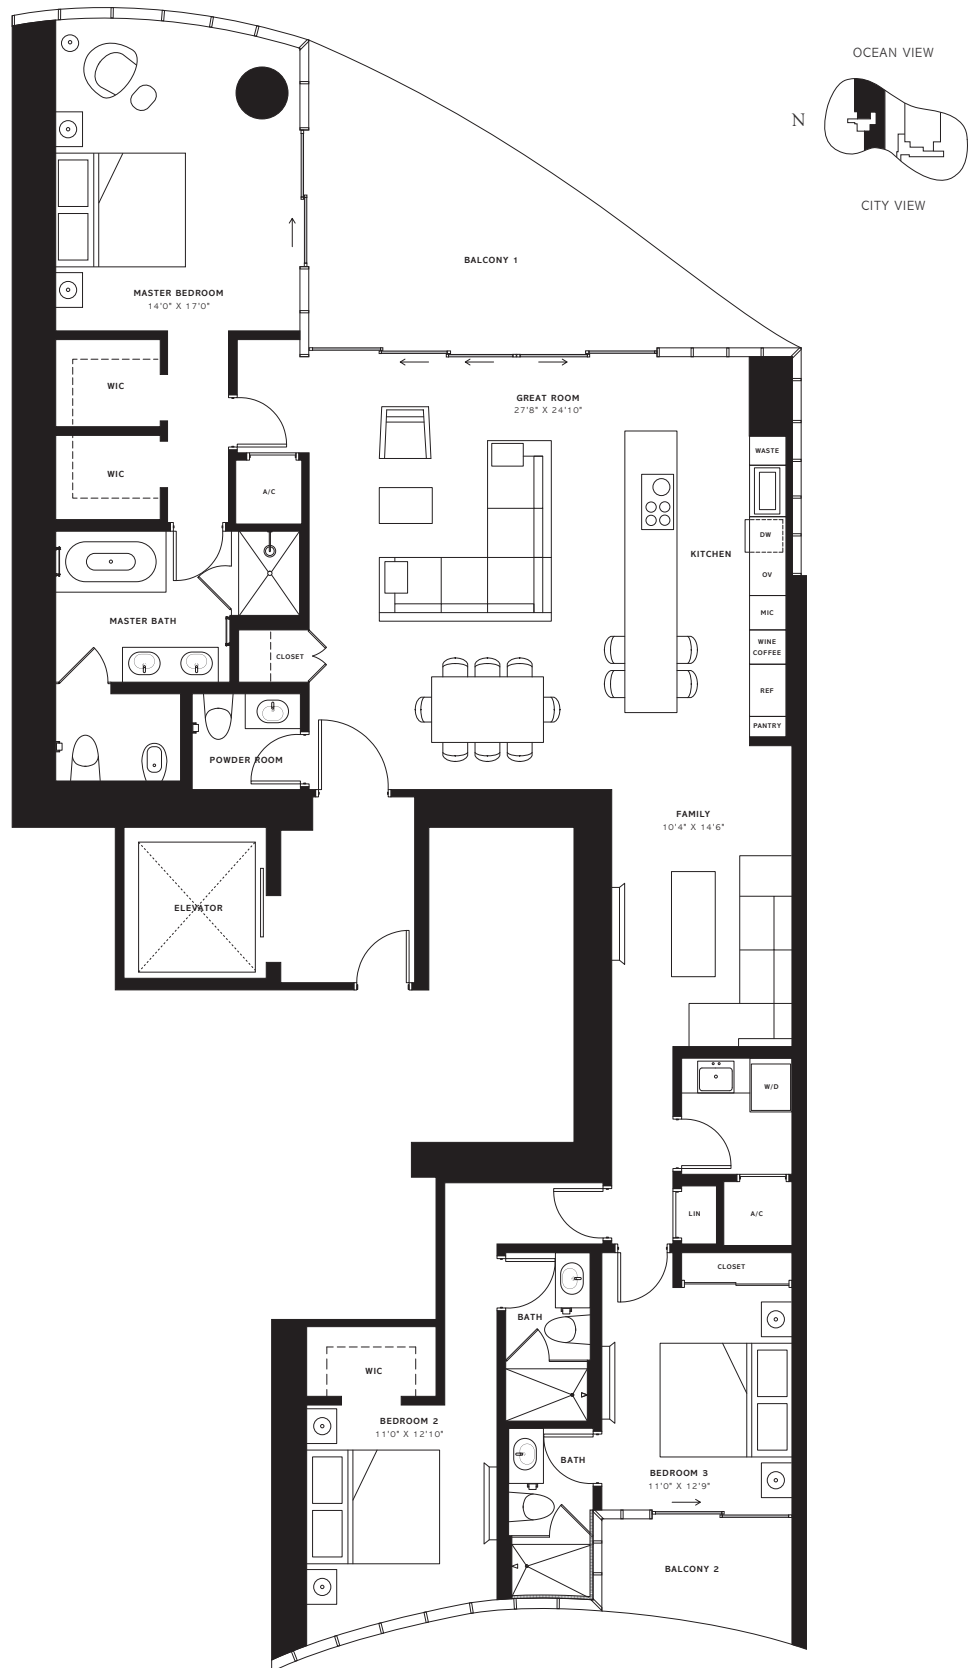 OCEAN VIEW
N
CITY VIEW
BALCONY 1
MASTER BEDROOM
14'0" X 17'0"
WIC
GREAT ROOM
27'8" X 24'10"
WASTE
WIC
A/C
DW
KITCHEN
OV
MIC
MASTER BATH
WINE
COFFEE
CLOSET
REF
PANTRY
POWDER ROOM
FAMILY
10'4" X 14'6"
ELEVATOR
W/D
LIN
A/C
CLOSET
BATH
WIC
BEDROOM 2
11'0" X 12'10"
BATH
BEDROOM 3
11'0" X 12'9"
BALCONY 2